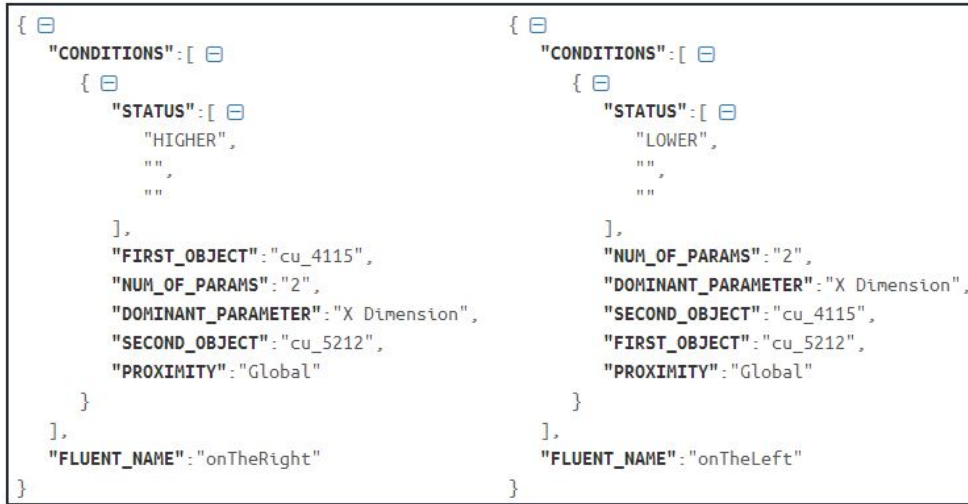 {
"CONDITIONS":[
{
"STATUS":[
"HIGHER",
"",
""
],
"FIRST_OBJECT":"cu_4115",
"NUM_OF_PARAMS":"2",
"DOMINANT_PARAMETER":"X Dimension",
"SECOND_OBJECT":"cu_5212",
"PROXIMITY":"Global"
}
],
"FLUENT_NAME":"onTheRight"
}
{
"CONDITIONS":[
{
"STATUS":[
"LOWER",
"",
""
],
"NUM_OF_PARAMS":"2",
"DOMINANT_PARAMETER":"X Dimension",
"SECOND_OBJECT":"cu_4115",
"FIRST_OBJECT":"cu_5212",
"PROXIMITY":"Global"
}
],
"FLUENT_NAME":"onTheLeft"
}